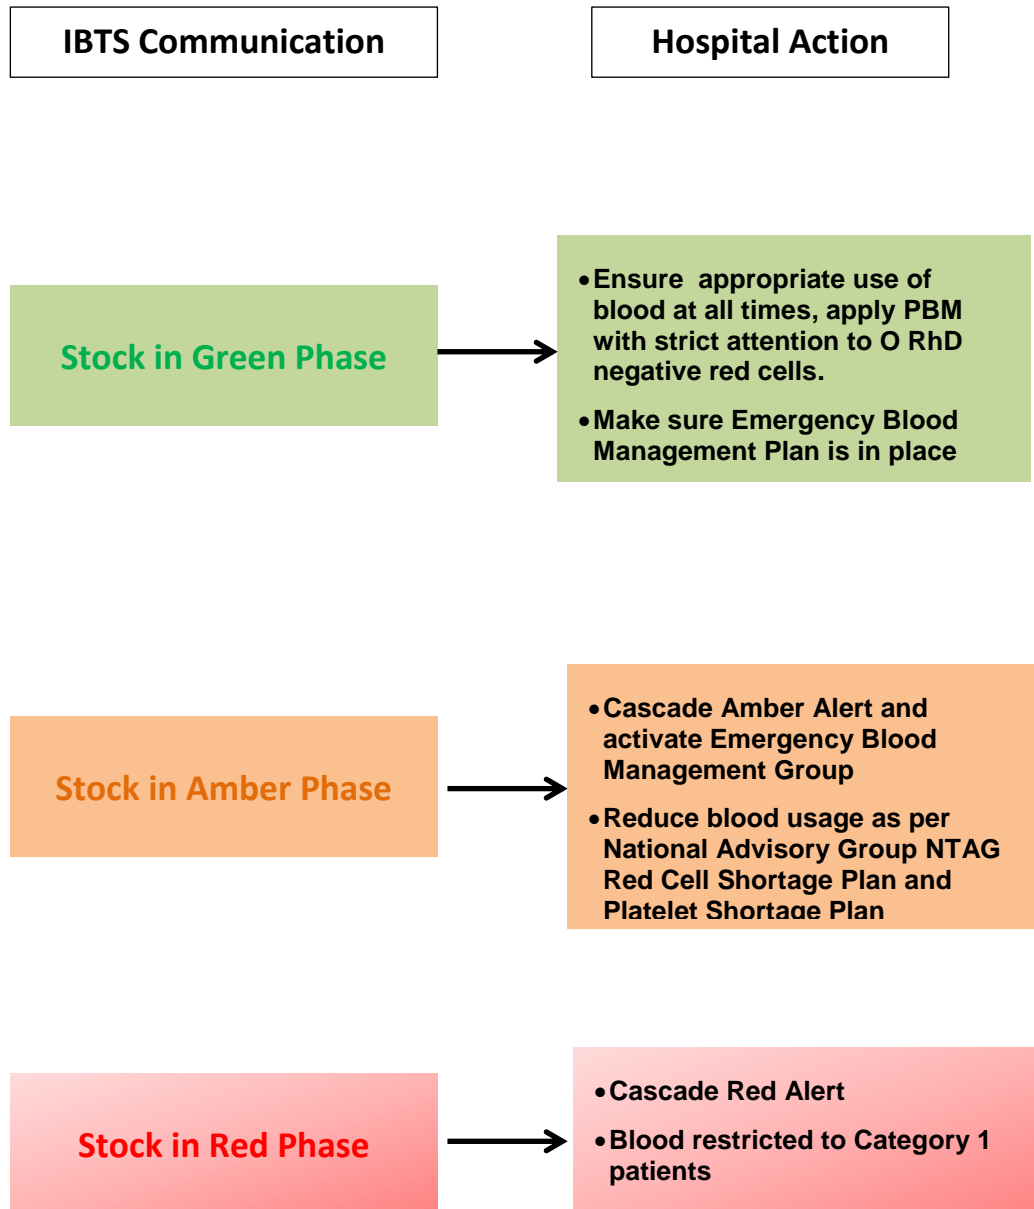 IBTS Communication
Hospital Action
Stock in Green Phase
•Ensure appropriate use of
blood at all times, apply PBM
with strict attention to O RhD
negative red cells.
•Make sure Emergency Blood
Management Plan is in place
Stock in Amber Phase
•Cascade Amber Alert and
activate Emergency Blood
Management Group
•Reduce blood usage as per
National Advisory Group NTAG
Red Cell Shortage Plan and
Platelet Shortage Plan
Stock in Red Phase
•Cascade Red Alert
•Blood restricted to Category 1
patients